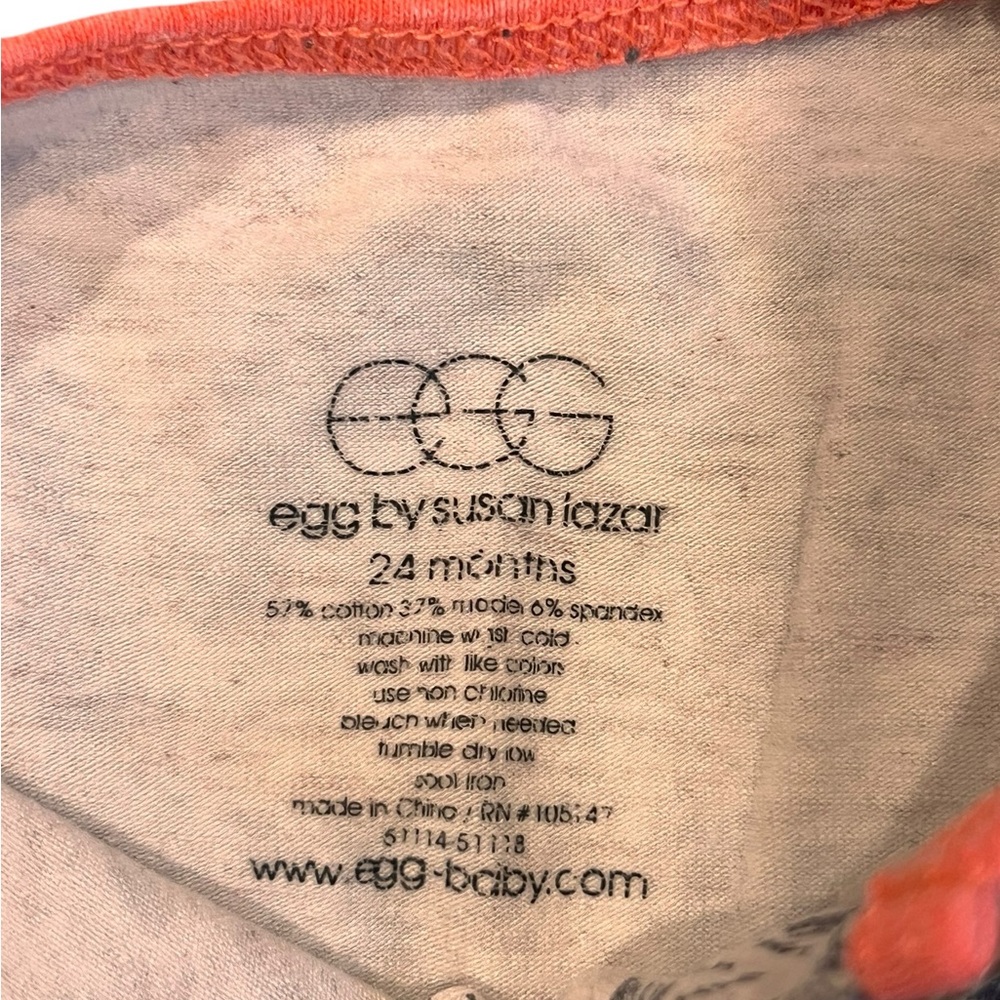 egg
egg by susan lazar
24 months
57% cotton 37% modal 6% spandex
machine wash cold
wash with like colors
use non chlorine
bleach when needed
tumble dry low
cool iron
made in China / RN #105147
51114-51118
www.egg-baby.com